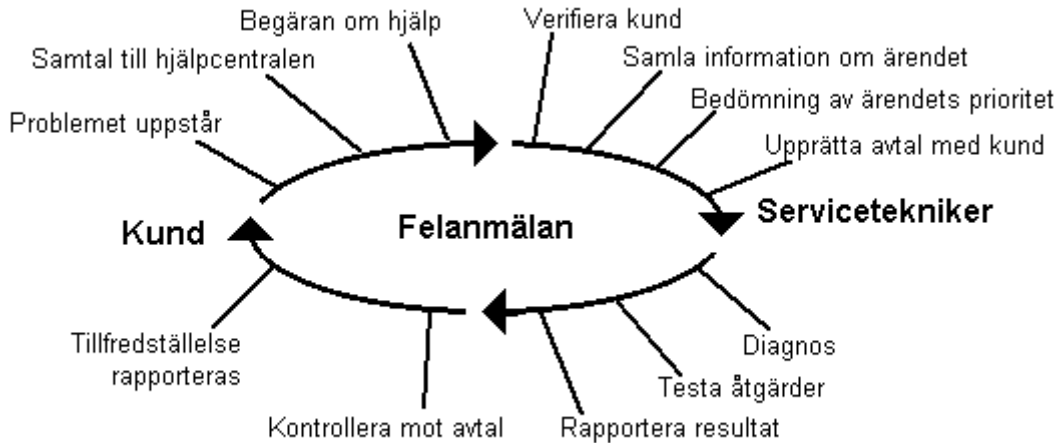 Begäran om hjälp
Verifiera kund
Samtal till hjälpcentralen
Samla information om ärendet
Problemet uppstår
Bedömning av ärendets prioritet
Upprätta avtal med kund
Kund
Felanmälan
Servicetekniker
Tillfredställelse
rapporteras
Diagnos
Testa åtgärder
Kontrollera mot avtal
Rapportera resultat